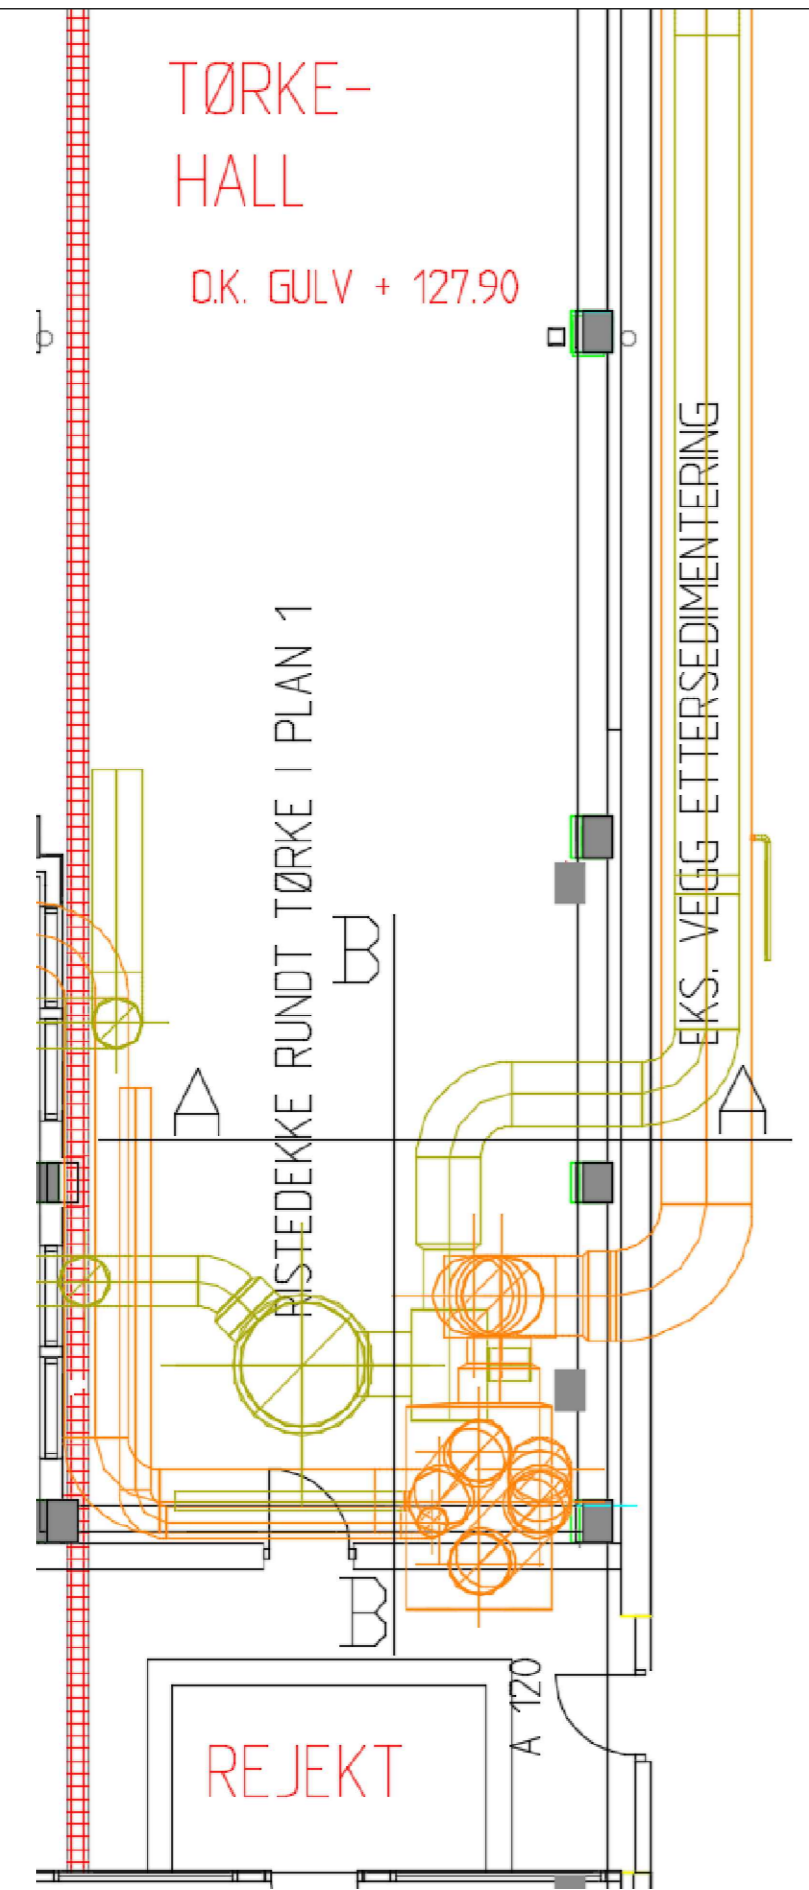 TØRKE-
HALL
O.K. GULV + 127.90
EKS. VEGG ETTERSEDIMENTERING
RISTEDEKKE RUNDT TØRKE I PLAN 1
B
A
A
B
A 120
REJEKT